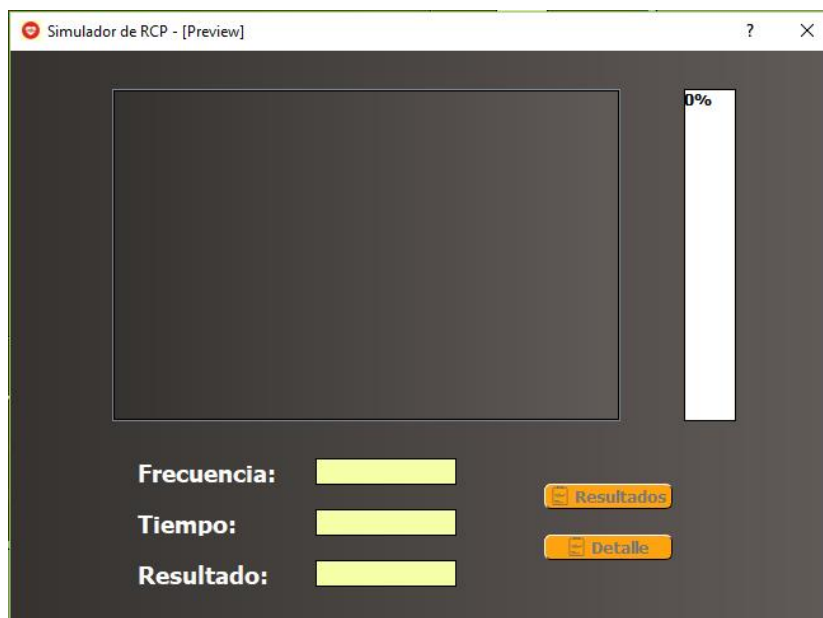 Simulador de RCP - [Preview]
?
0%
Frecuencia:
Resultados
Tiempo:
Detalle
Resultado: